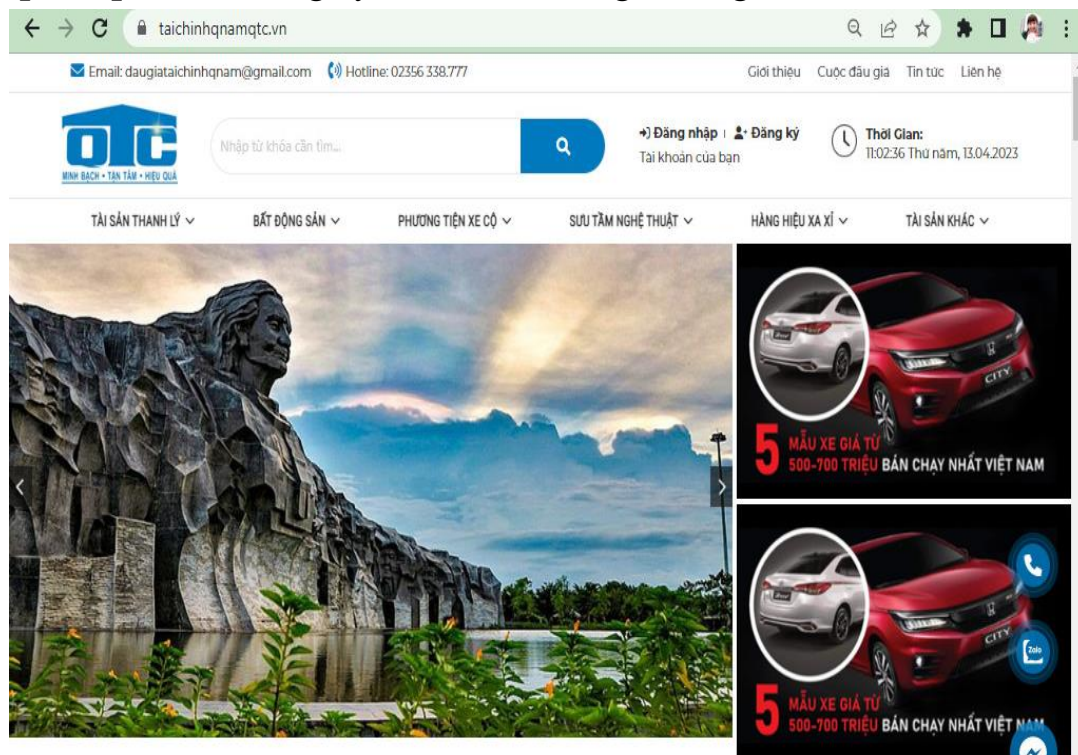 taichinhqnamqtc.vn
Email: daugiataichinhqnam@gmail.com Hotline: 02356 338.777 Giới thiệu Cuộc đấu giá Tin tức Liên hệ
QTC
MINH BẠCH • TẬN TÂM • HIỆU QUẢ
Nhập từ khóa cần tìm...
Đăng nhập | Đăng ký
Tài khoản của bạn
Thời Gian:
11:02:36 Thứ năm, 13.04.2023
TÀI SẢN THANH LÝ BẤT ĐỘNG SẢN PHƯƠNG TIỆN XE CỘ SƯU TẦM NGHỆ THUẬT HÀNG HIỆU XA XỈ TÀI SẢN KHÁC
CITY
5 MẪU XE GIÁ TỪ
500-700 TRIỆU BÁN CHẠY NHẤT VIỆT NAM
CITY
Zalo
5 MẪU XE GIÁ TỪ
500-700 TRIỆU BÁN CHẠY NHẤT VIỆT NAM